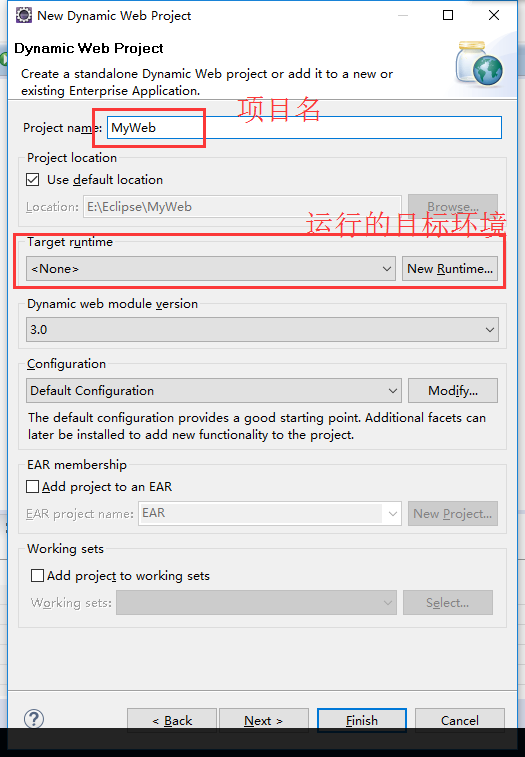 New Dynamic Web Project
Dynamic Web Project
Create a standalone Dynamic Web project or add it to a new or
existing Enterprise Application.
项目名
Project name: MyWeb
Project location
Use default location
Location: E:\Eclipse\MyWeb Browse...
运行的目标环境
Target runtime
<None> New Runtime...
Dynamic web module version
3.0
Configuration
Default Configuration Modify...
The default configuration provides a good starting point. Additional facets can
later be installed to add new functionality to the project.
EAR membership
Add project to an EAR
EAR project name: EAR New Project...
Working sets
Add project to working sets
Working sets: Select...
? < Back Next > Finish Cancel